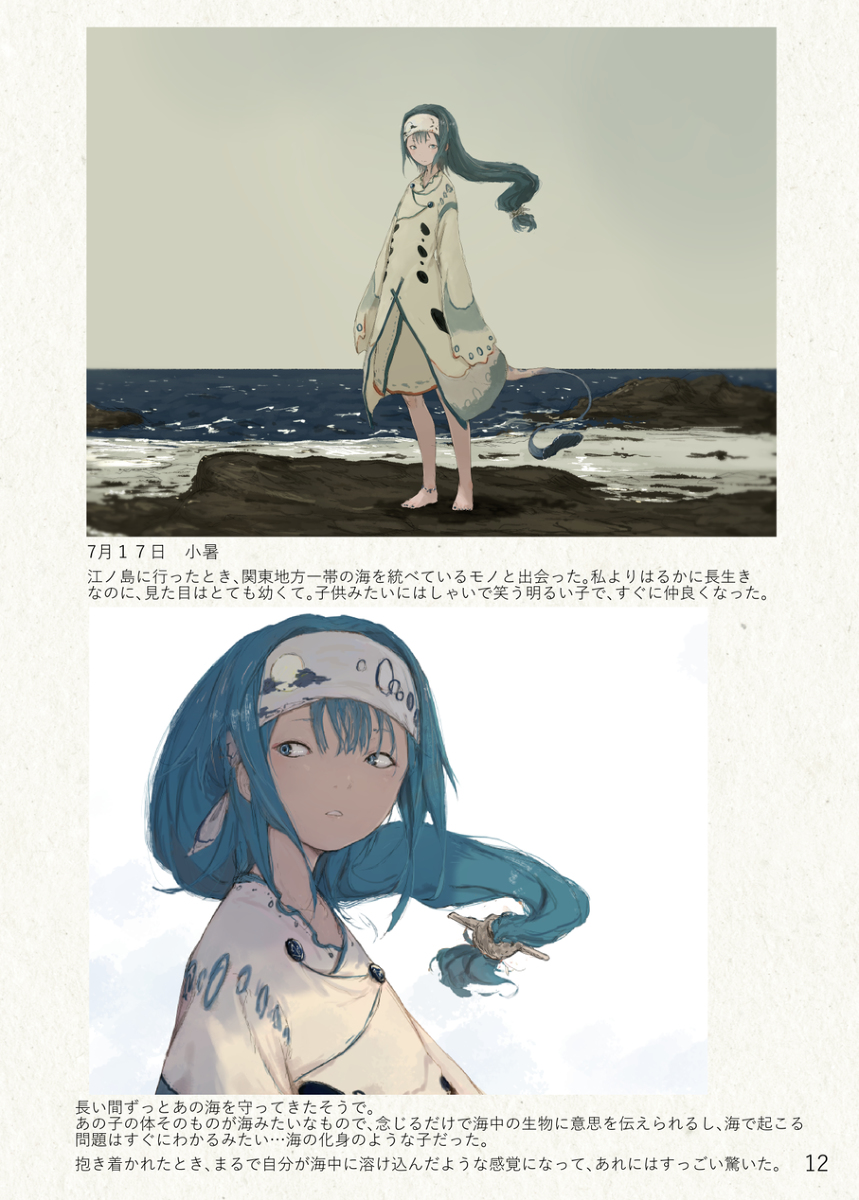 7月１７日　小暑
江ノ島に行ったとき、関東地方一帯の海を統べているモノと出会った。私よりはるかに長生き
なのに、見た目はとても幼くて。子供みたいにはしゃいで笑う明るい子で、すぐに仲良くなった。
長い間ずっとあの海を守ってきたそうで。
あの子の体そのものが海みたいなもので、念じるだけで海中の生物に意思を伝えられるし、海で起こる
問題はすぐにわかるみたい…海の化身のような子だった。
抱き着かれたとき、まるで自分が海中に溶け込んだような感覚になって、あれにはすっごい驚いた。
12